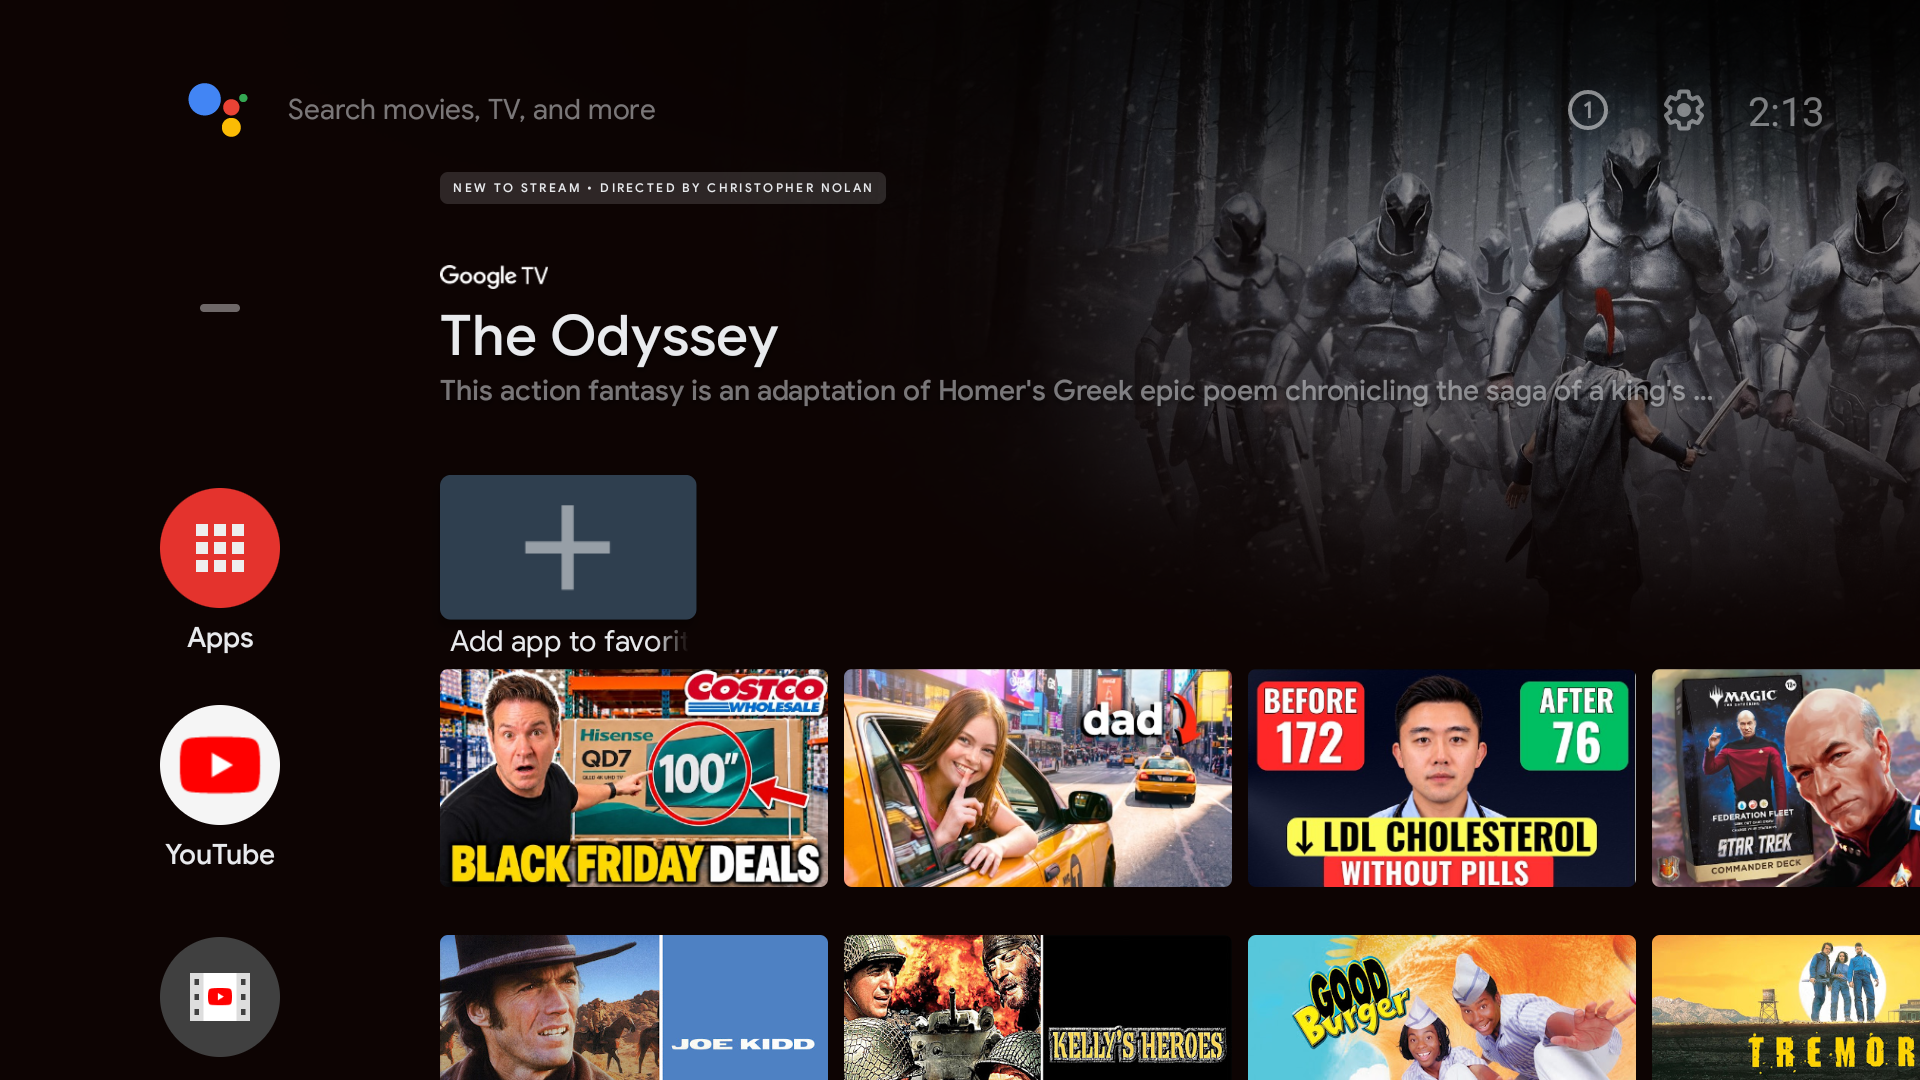 Search movies, TV, and more
1
2:13
NEW TO STREAM • DIRECTED BY CHRISTOPHER NOLAN
Google TV
The Odyssey
This action fantasy is an adaptation of Homer's Greek epic poem chronicling the saga of a king's ...
Add app to favorit
Apps
COSTCO
WHOLESALE
Hisense
QD7
100"
BLACK FRIDAY DEALS
dad
BEFORE
172
AFTER
76
↓ LDL CHOLESTEROL
WITHOUT PILLS
MAGIC
FEDERATION FLEET
STAR TREK
COMMANDER DECK
YouTube
JOE KIDD
KELLY'S HEROES
GOOD
Burger
TREMOR